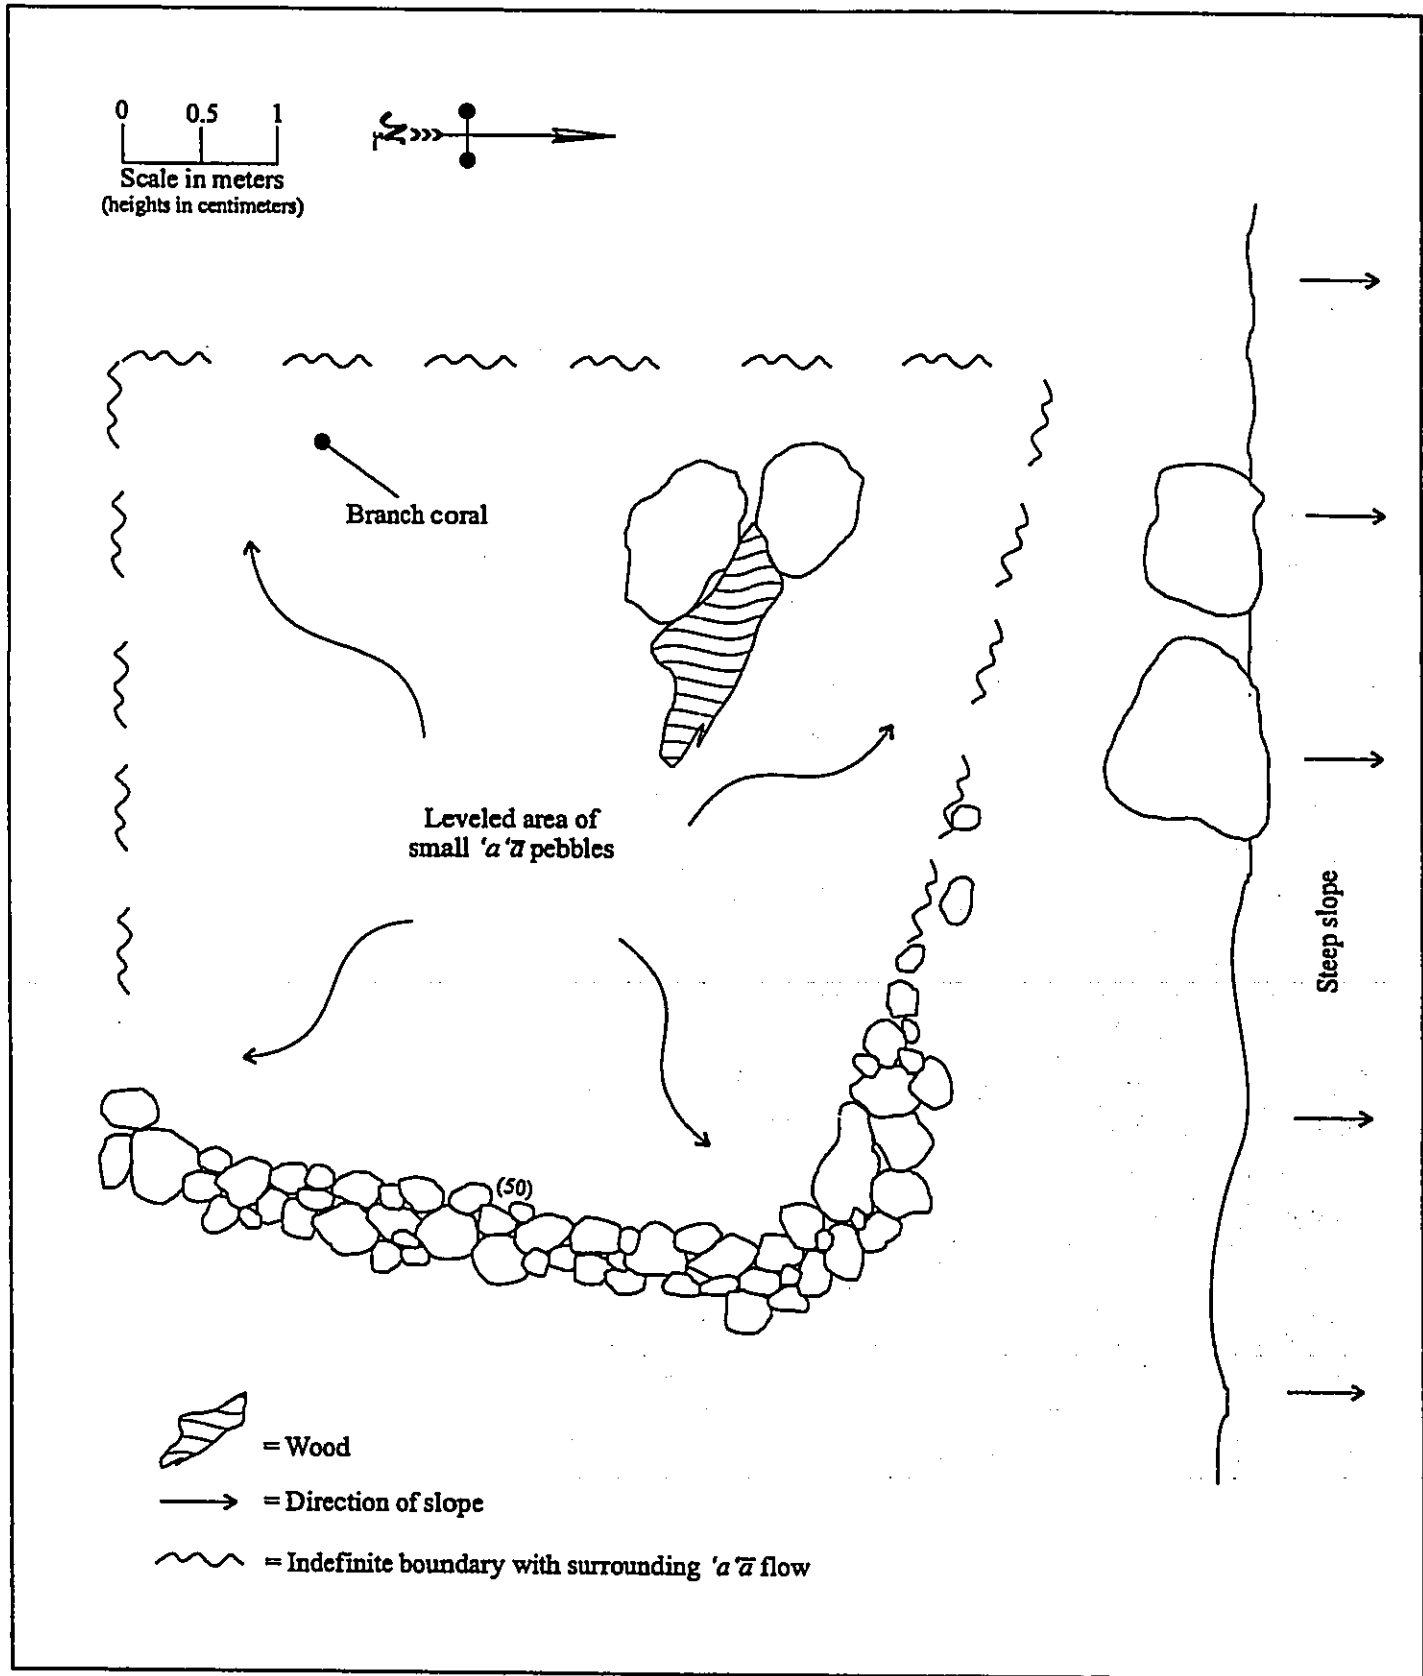 0 0.5 1
Scale in meters
(heights in centimeters)
Branch coral
Leveled area of
small ‘a‘ā pebbles
Steep slope
(50)
= Wood
= Direction of slope
= Indefinite boundary with surrounding ‘a‘ā flow